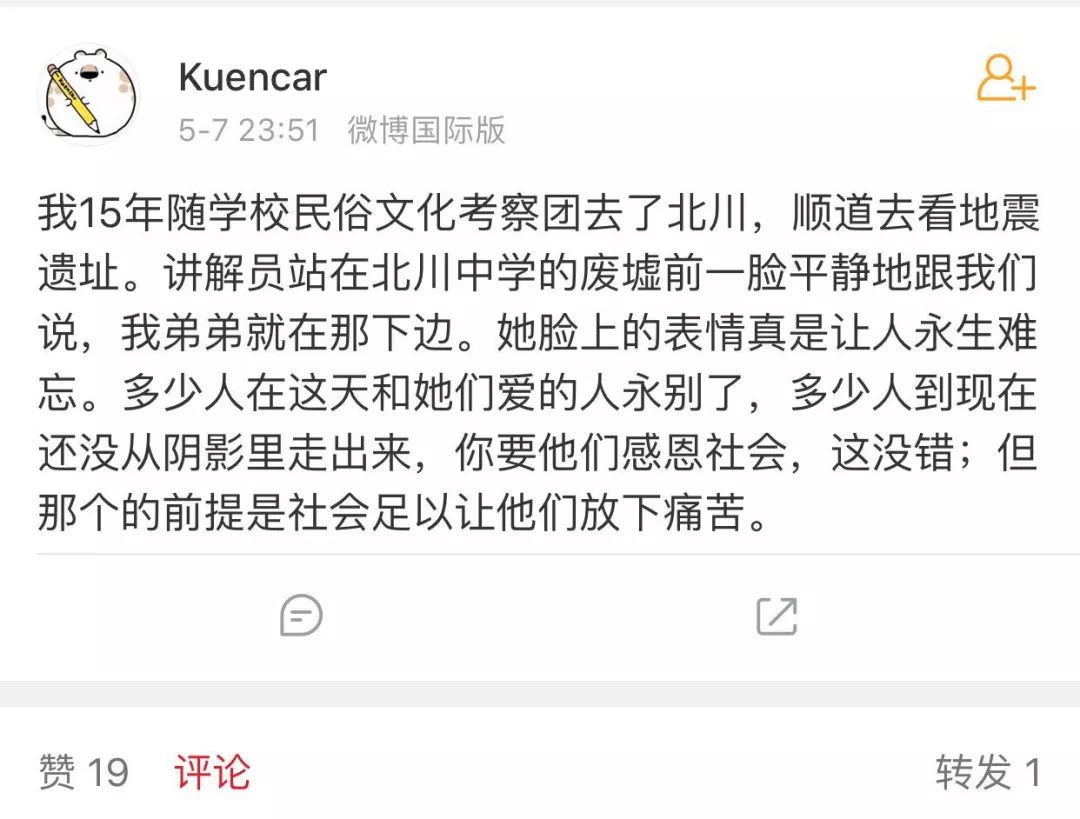 Kuencar
5-7 23:51 微博国际版
我15年随学校民俗文化考察团去了北川，顺道去看地震
遗址。讲解员站在北川中学的废墟前一脸平静地跟我们
说，我弟弟就在那下边。她脸上的表情真是让人永生难
忘。多少人在这天和她们爱的人永别了，多少人到现在
还没从阴影里走出来，你要他们感恩社会，这没错；但
那个的前提是社会足以让他们放下痛苦。
赞 19 评论 转发 1